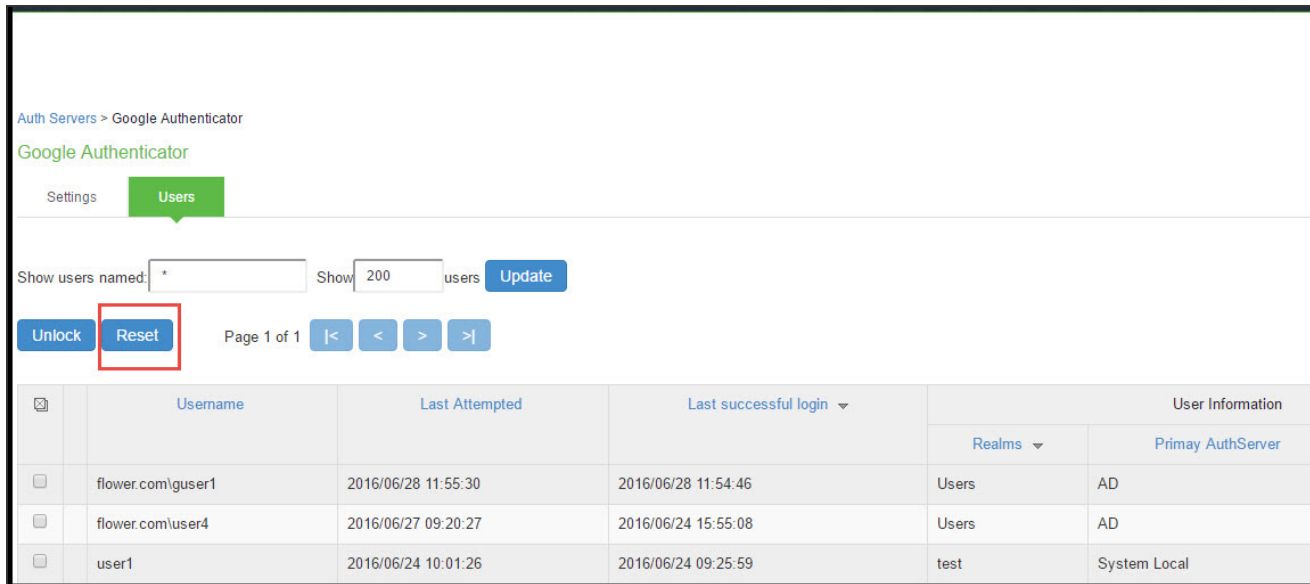 Auth Servers > Google Authenticator
Google Authenticator
Settings Users
Show users named: * Show 200 users Update
Unlock Reset Page 1 of 1 |< < > >|
Username Last Attempted Last successful login User Information
Realms Primay AuthServer
flower.com\guser1 2016/06/28 11:55:30 2016/06/28 11:54:46 Users AD
flower.com\user4 2016/06/27 09:20:27 2016/06/24 15:55:08 Users AD
user1 2016/06/24 10:01:26 2016/06/24 09:25:59 test System Local